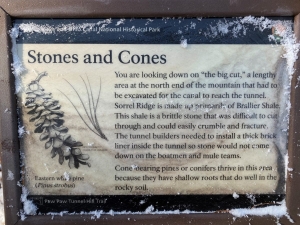 Canal National Historical Park
Stones and Cones
You are looking down on "the big cut," a lengthy
area at the north end of the mountain that had to
be excavated for the canal to reach the tunnel.
Sorrel Ridge is made up primarily of Brallier Shale.
This shale is a brittle stone that was difficult to cut
through and could easily crumble and fracture.
The tunnel builders needed to install a thick brick
liner inside the tunnel so stone would not come
down on the boatmen and mule teams.
Cone-bearing pines or conifers thrive in this area
because they have shallow roots that do well in the
rocky soil.
Eastern white pine
(Pinus strobus)
Paw Paw Tunnel Hill Trail